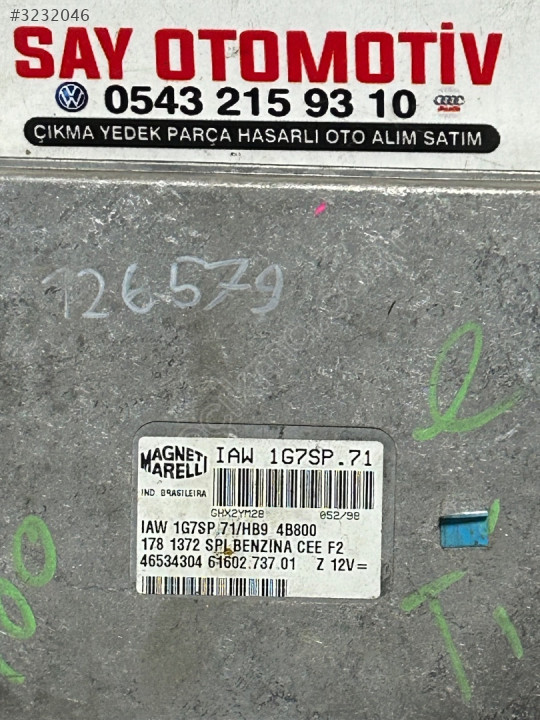 #3232046
SAY OTOMOTİV
0543 215 93 10
ÇIKMA YEDEK PARÇA HASARLI OTO ALIM SATIM
126579
MAGNETI MARELLI
IAW 1G7SP.71
IND. BRASILEIRA
GHX2YM28 052/98
IAW 1G7SP.71/HB9 4B800
178 1372 SPI BENZINA CEE F2
46534304 61602.737.01 Z 12V=